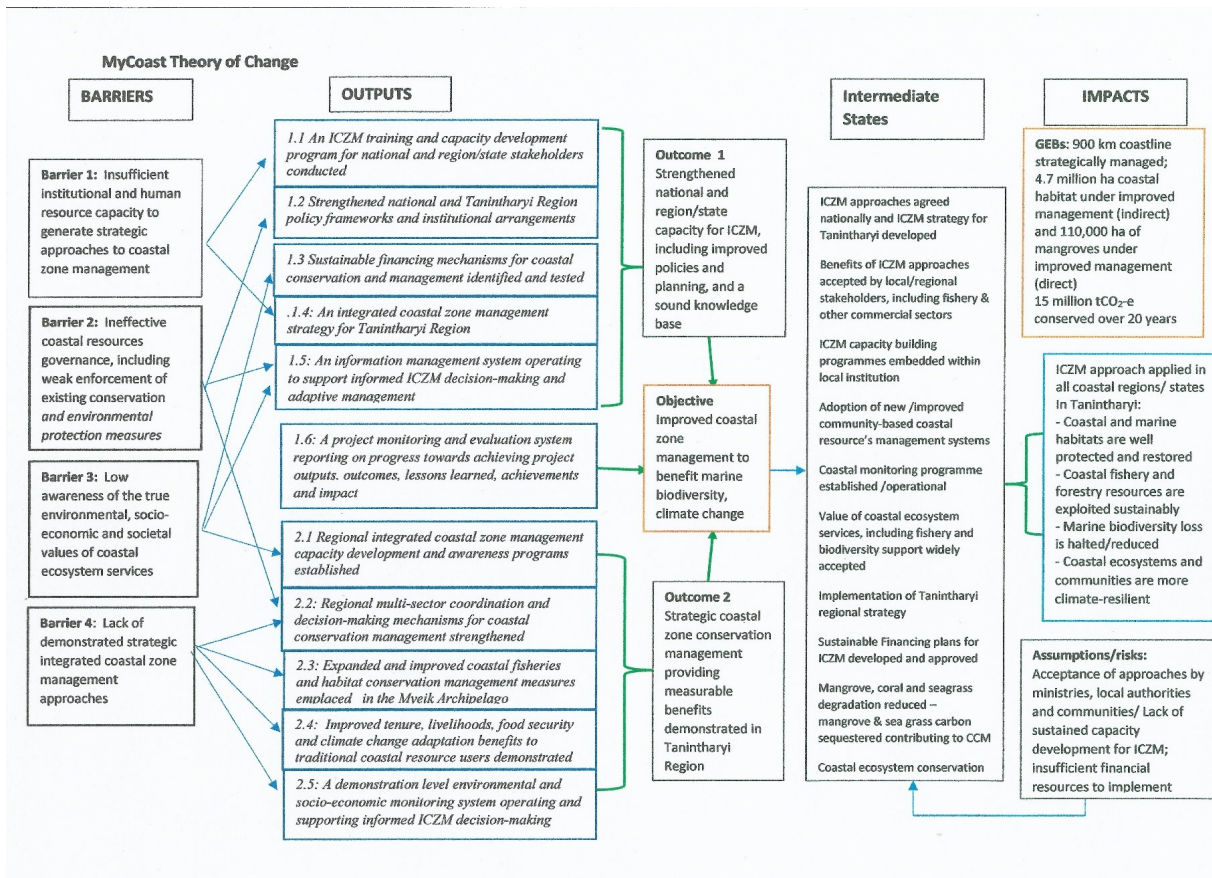 MyCoast Theory of Change
BARRIERS
OUTPUTS
Intermediate
States
IMPACTS
Barrier 1: Insufficient
institutional and human
resource capacity to
generate strategic
approaches to coastal
zone management
Barrier 2: Ineffective
coastal resources
governance, including
weak enforcement of
existing conservation
and environmental
protection measures
Barrier 3: Low
awareness of the true
environmental, socio-
economic and societal
values of coastal
ecosystem services
Barrier 4: Lack of
demonstrated strategic
integrated coastal zone
management
approaches
1.1 An ICZM training and capacity development
program for national and region/state stakeholders
conducted
1.2 Strengthened national and Tanintharyi Region
policy frameworks and institutional arrangements
1.3 Sustainable financing mechanisms for coastal
conservation and management identified and tested
.1.4: An integrated coastal zone management
strategy for Tanintharyi Region
1.5: An information management system operating
to support informed ICZM decision-making and
adaptive management
1.6: A project monitoring and evaluation system
reporting on progress towards achieving project
outputs. outcomes, lessons learned, achievements
and impact
2.1 Regional integrated coastal zone management
capacity development and awareness programs
established
2.2: Regional multi-sector coordination and
decision-making mechanisms for coastal
conservation management strengthened
2.3: Expanded and improved coastal fisheries
and habitat conservation management measures
emplaced in the Myeik Archipelago
2.4: Improved tenure, livelihoods, food security
and climate change adaptation benefits to
traditional coastal resource users demonstrated
2.5: A demonstration level environmental and
socio-economic monitoring system operating and
supporting informed ICZM decision-making
Outcome 1
Strengthened
national and
region/state
capacity for ICZM,
including improved
policies and
planning, and a
sound knowledge
base
Objective
Improved coastal
zone
management to
benefit marine
biodiversity,
climate change
Outcome 2
Strategic coastal
zone conservation
management
providing
measurable
benefits
demonstrated in
Tanintharyi
Region
ICZM approaches agreed
nationally and ICZM strategy for
Tanintharyi developed
Benefits of ICZM approaches
accepted by local/regional
stakeholders, including fishery &
other commercial sectors
ICZM capacity building
programmes embedded within
local institution
Adoption of new /improved
community-based coastal
resource's management systems
Coastal monitoring programme
established /operational
Value of coastal ecosystem
services, including fishery and
biodiversity support widely
accepted
Implementation of Tanintharyi
regional strategy
Sustainable Financing plans for
ICZM developed and approved
Mangrove, coral and seagrass
degradation reduced –
mangrove & sea grass carbon
sequestered contributing to CCM
Coastal ecosystem conservation
GEBs: 900 km coastline
strategically managed;
4.7 million ha coastal
habitat under improved
management (indirect)
and 110,000 ha of
mangroves under
improved management
(direct)
15 million tCO₂-e
conserved over 20 years
ICZM approach applied in
all coastal regions/ states
In Tanintharyi:
- Coastal and marine
habitats are well
protected and restored
- Coastal fishery and
forestry resources are
exploited sustainably
- Marine biodiversity loss
is halted/reduced
- Coastal ecosystems and
communities are more
climate-resilient
Assumptions/risks:
Acceptance of approaches by
ministries, local authorities
and communities/ Lack of
sustained capacity
development for ICZM;
insufficient financial
resources to implement